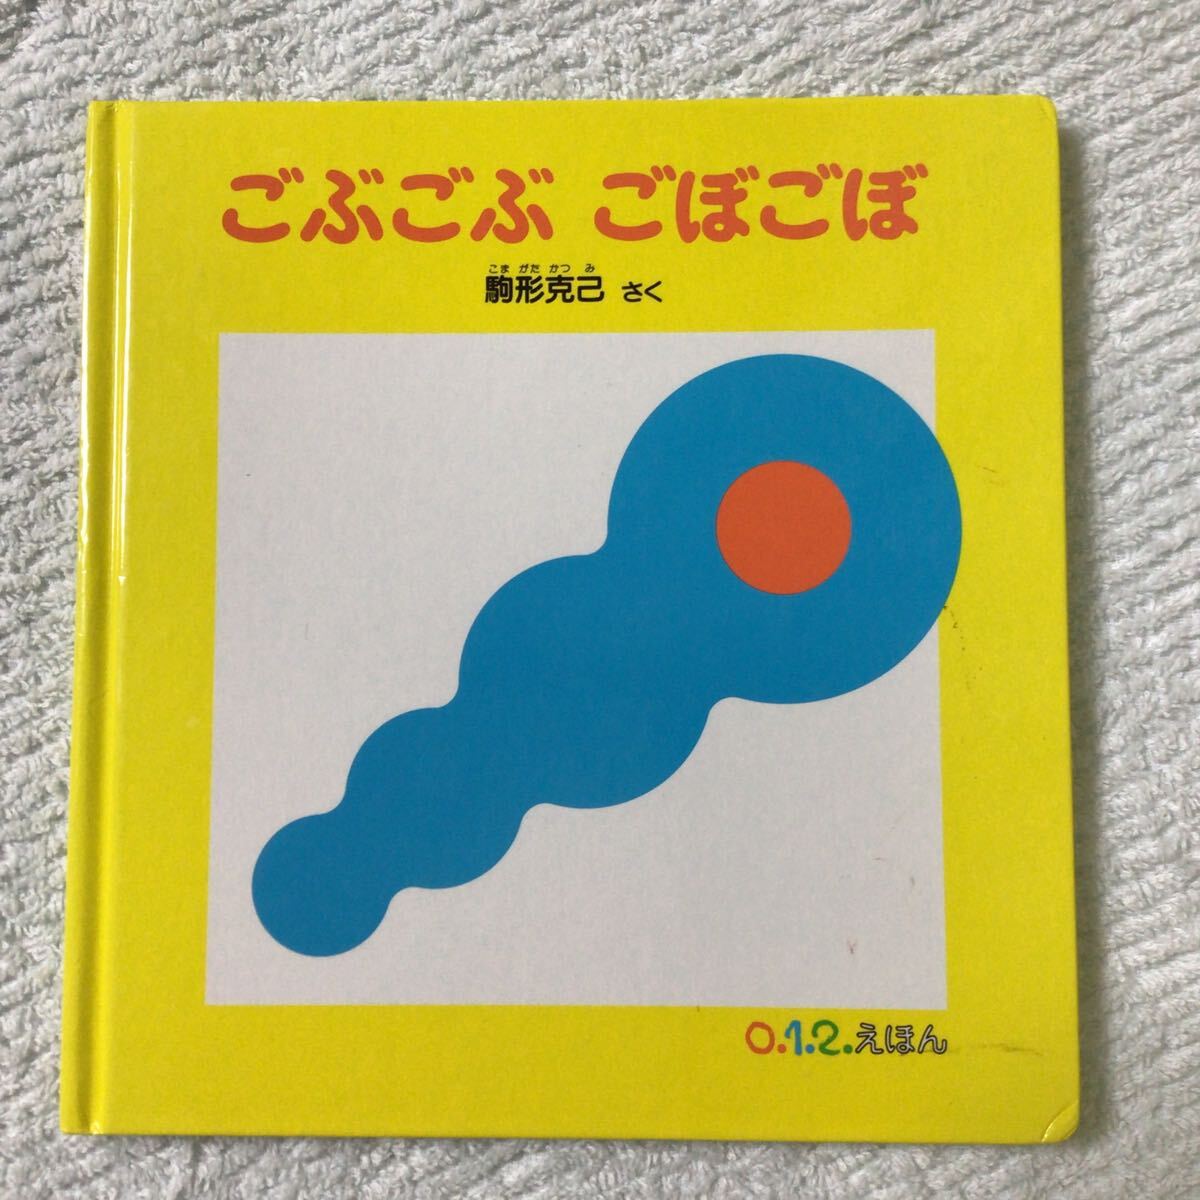 ごぶごぶ ごぼごぼ
こま がた かつ み
駒形克己 さく
0.1.2.えほん